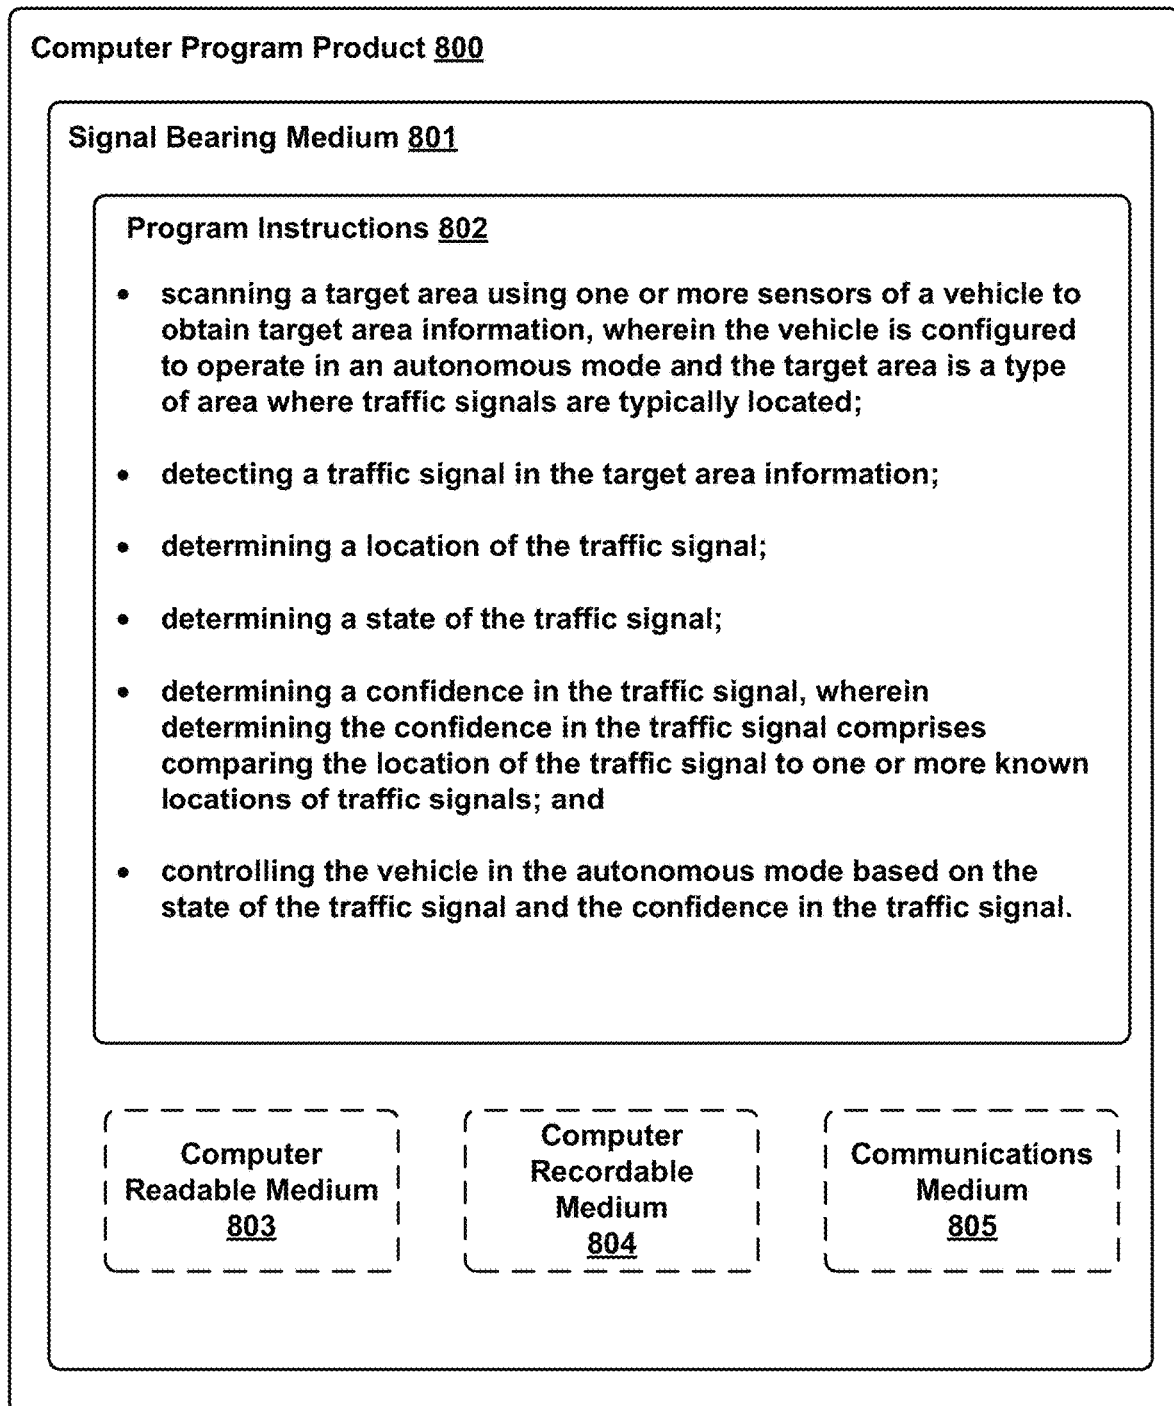 Computer Program Product 800
Signal Bearing Medium 801
Program Instructions 802
• scanning a target area using one or more sensors of a vehicle to
obtain target area information, wherein the vehicle is configured
to operate in an autonomous mode and the target area is a type
of area where traffic signals are typically located;
• detecting a traffic signal in the target area information;
• determining a location of the traffic signal;
• determining a state of the traffic signal;
• determining a confidence in the traffic signal, wherein
determining the confidence in the traffic signal comprises
comparing the location of the traffic signal to one or more known
locations of traffic signals; and
• controlling the vehicle in the autonomous mode based on the
state of the traffic signal and the confidence in the traffic signal.
Computer
Readable Medium
803
Computer
Recordable
Medium
804
Communications
Medium
805